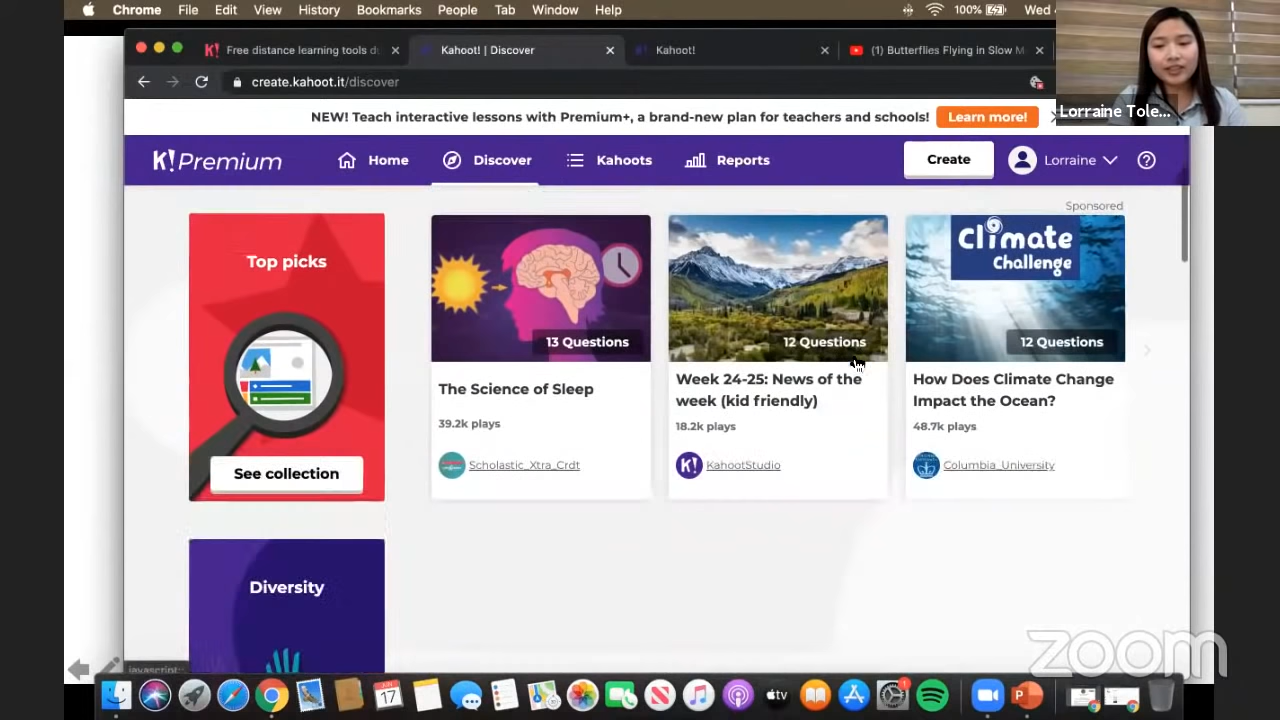 Chrome File Edit View History Bookmarks People Tab Window Help 100% Wed
Free distance learning tools d
Kahoot! | Discover
Kahoot!
(1) Butterflies Flying in Slow M
create.kahoot.it/discover
Lorraine Tole...
NEW! Teach interactive lessons with Premium+, a brand-new plan for teachers and schools! Learn more!
K! Premium Home Discover Kahoots Reports Create Lorraine
Sponsored
Top picks
See collection
13 Questions
The Science of Sleep
39.2k plays
Scholastic_Xtra_Crdt
12 Questions
Week 24-25: News of the
week (kid friendly)
18.2k plays
K! KahootStudio
Climate
Challenge
12 Questions
How Does Climate Change
Impact the Ocean?
48.7k plays
Columbia_University
Diversity
javascript:
zoom
JUN
17
tv
1